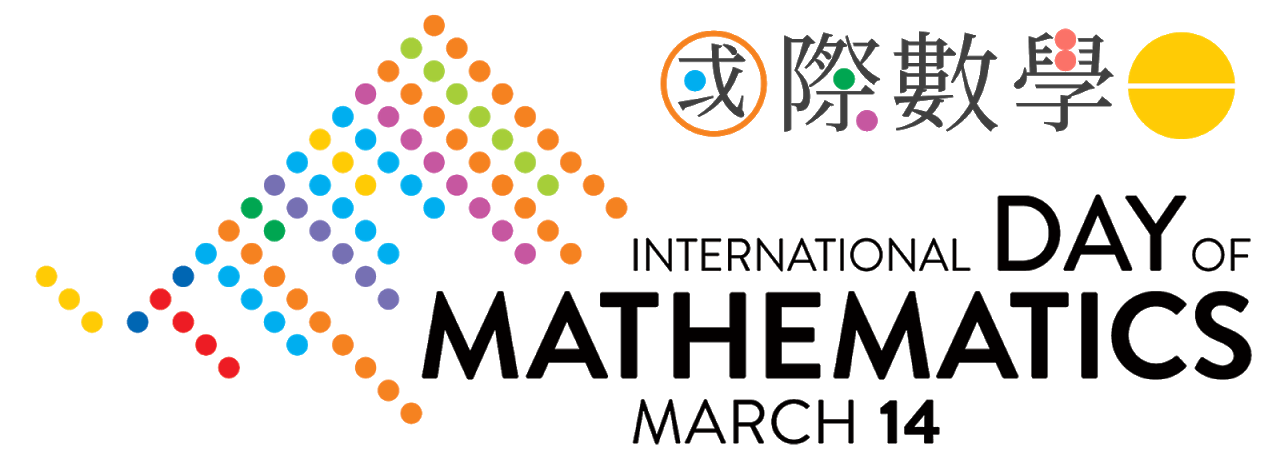 國際數學日
INTERNATIONAL DAY OF
MATHEMATICS
MARCH 14